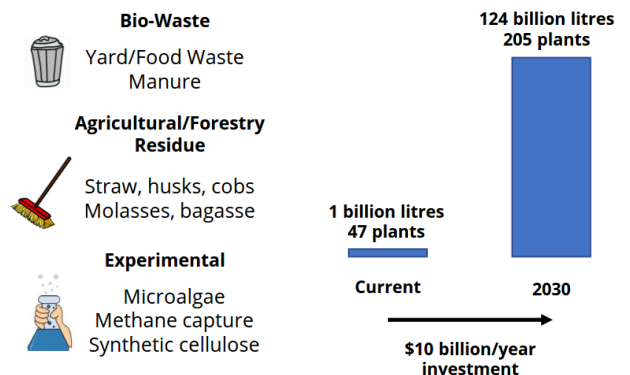 Bio-Waste
Yard/Food Waste
Manure
Agricultural/Forestry
Residue
Straw, husks, cobs
Molasses, bagasse
Experimental
Microalgae
Methane capture
Synthetic cellulose
124 billion litres
205 plants
1 billion litres
47 plants
Current
2030
$10 billion/year
investment